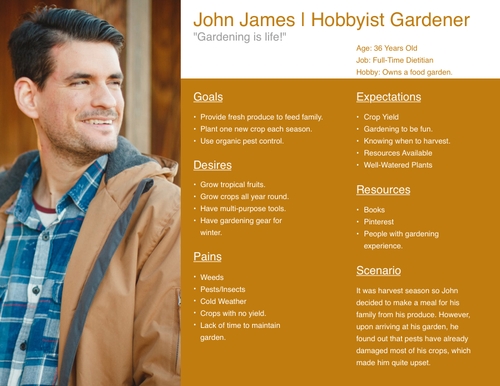 John James | Hobbyist Gardener
"Gardening is life!"
Age: 36 Years Old
Job: Full-Time Dietitian
Hobby: Owns a food garden.
Goals
• Provide fresh produce to feed family.
• Plant one new crop each season.
• Use organic pest control.
Desires
• Grow tropical fruits.
• Grow crops all year round.
• Have multi-purpose tools.
• Have gardening gear for
winter.
Pains
• Weeds
• Pests/Insects
• Cold Weather
• Crops with no yield.
• Lack of time to maintain
garden.
Expectations
• Crop Yield
• Gardening to be fun.
• Knowing when to harvest.
• Resources Available
• Well-Watered Plants
Resources
• Books
• Pinterest
• People with gardening
experience.
Scenario
It was harvest season so John
decided to make a meal for his
family from his produce. However,
upon arriving at his garden, he
found out that pests have already
damaged most of his crops, which
made him quite upset.